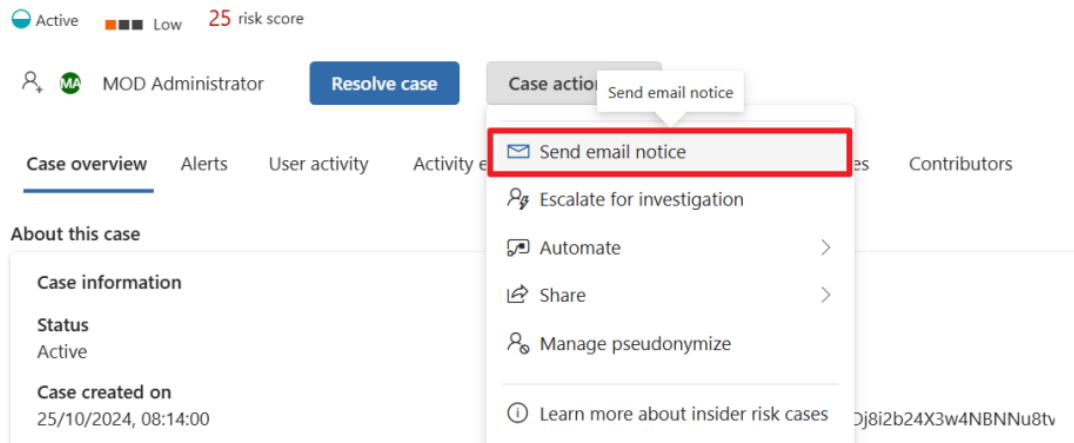 Active Low 25 risk score
MA MOD Administrator Resolve case Case action
Send email notice
Send email notice
Case overview Alerts User activity Activity Contributors
Escalate for investigation
About this case
Automate
Case information
Share
Status
Active
Manage pseudonymize
Case created on
25/10/2024, 08:14:00
Learn more about insider risk cases
Dj8i2b24X3w4NBNNu8tv